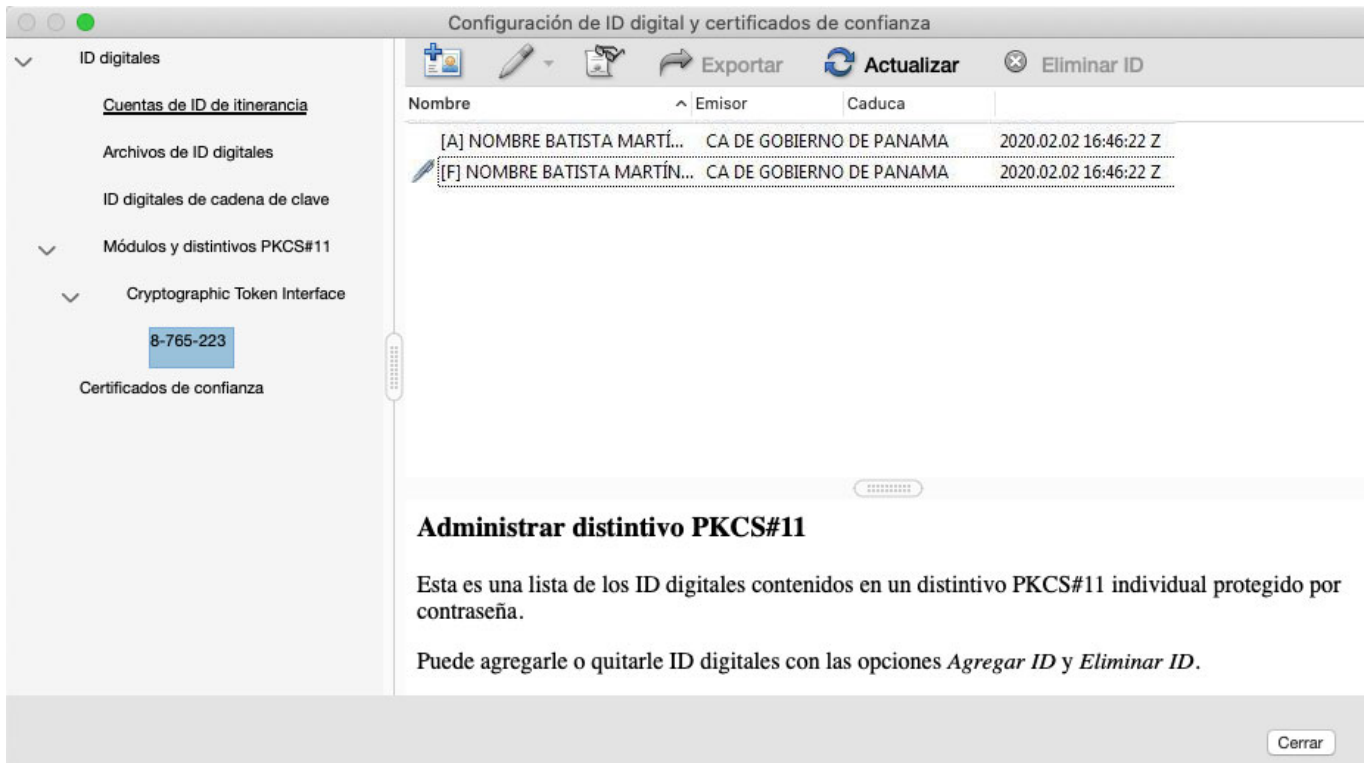 Configuración de ID digital y certificados de confianza
ID digitales
Cuentas de ID de itinerancia
Archivos de ID digitales
ID digitales de cadena de clave
Módulos y distintivos PKCS#11
Cryptographic Token Interface
8-765-223
Certificados de confianza
Exportar Actualizar Eliminar ID
Nombre Emisor Caduca
[A] NOMBRE BATISTA MARTÍ... CA DE GOBIERNO DE PANAMA 2020.02.02 16:46:22 Z
[F] NOMBRE BATISTA MARTÍN... CA DE GOBIERNO DE PANAMA 2020.02.02 16:46:22 Z
Administrar distintivo PKCS#11
Esta es una lista de los ID digitales contenidos en un distintivo PKCS#11 individual protegido por
contraseña.
Puede agregarle o quitarle ID digitales con las opciones Agregar ID y Eliminar ID.
Cerrar